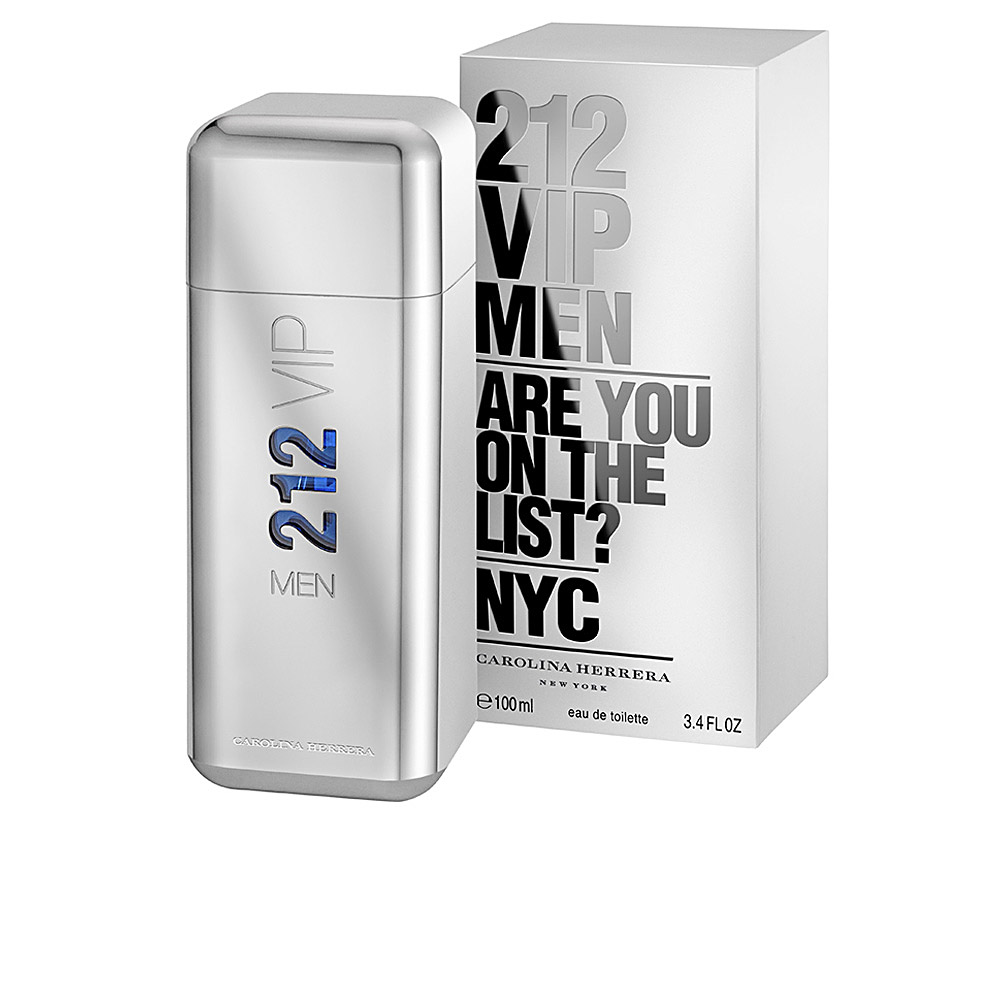 212 VIP
MEN
CAROLINA HERRERA
212
VIP
MEN
ARE YOU
ON THE
LIST?
NYC
CAROLINA HERRERA
NEW YORK
℮100ml eau de toilette 3.4 FL OZ